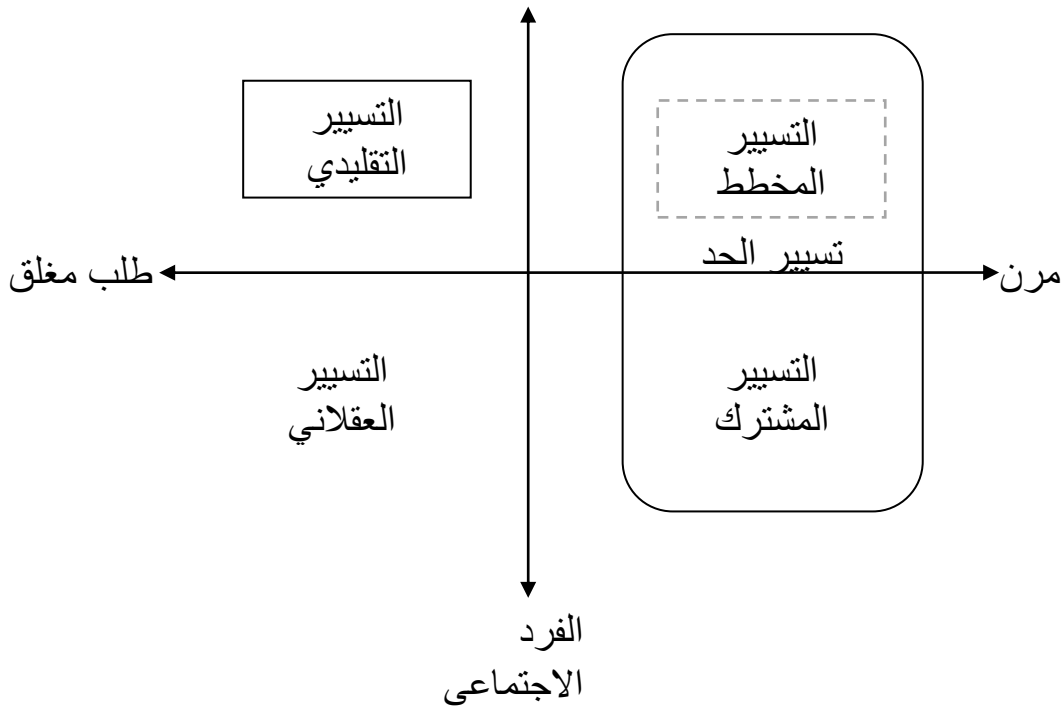 التسيير
التقليدي
التسيير
المخطط
تسيير الحد
مرن
طلب مغلق
التسيير
العقلاني
التسيير
المشترك
الفرد
الاجتماعي